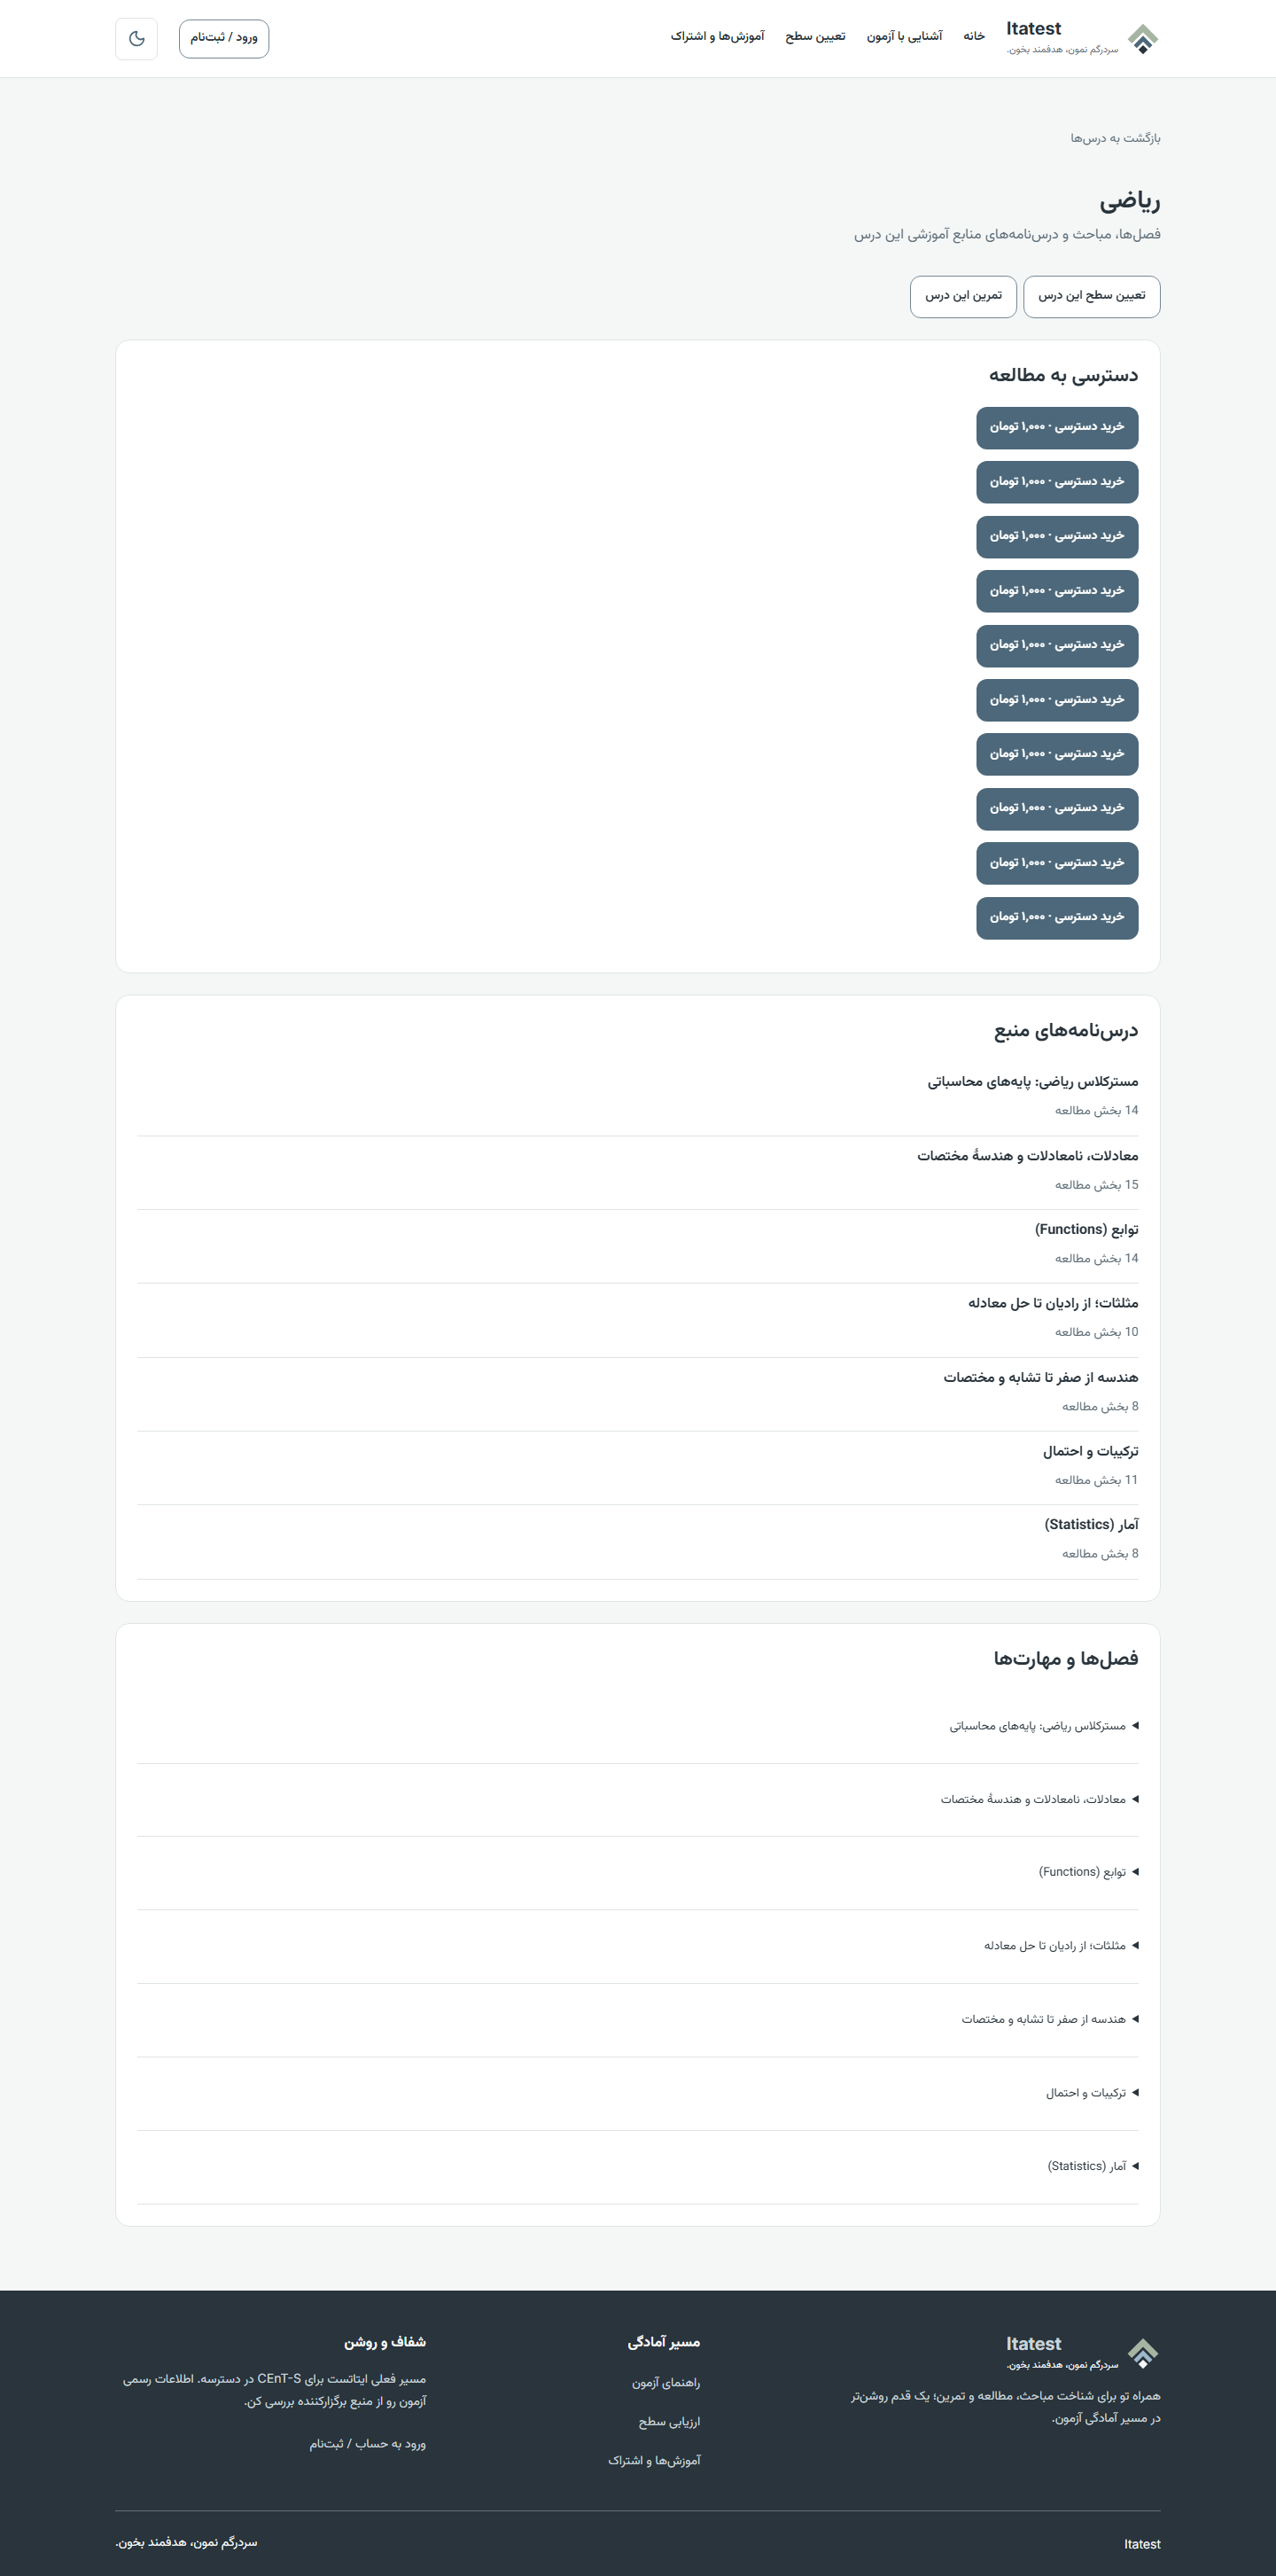 Itatest
سردرگم نمون، هدفمند بخون.
خانه
آشنایی با آزمون
تعیین سطح
آموزش‌ها و اشتراک
ورود / ثبت‌نام
بازگشت به درس‌ها
ریاضی
فصل‌ها، مباحث و درس‌نامه‌های منابع آموزشی این درس
تعیین سطح این درس
تمرین این درس
دسترسی به مطالعه
خرید دسترسی · ۱,۰۰۰ تومان
خرید دسترسی · ۱,۰۰۰ تومان
خرید دسترسی · ۱,۰۰۰ تومان
خرید دسترسی · ۱,۰۰۰ تومان
خرید دسترسی · ۱,۰۰۰ تومان
خرید دسترسی · ۱,۰۰۰ تومان
خرید دسترسی · ۱,۰۰۰ تومان
خرید دسترسی · ۱,۰۰۰ تومان
خرید دسترسی · ۱,۰۰۰ تومان
خرید دسترسی · ۱,۰۰۰ تومان
درس‌نامه‌های منبع
مسترکلاس ریاضی: پایه‌های محاسباتی
14 بخش مطالعه
معادلات، نامعادلات و هندسهٔ مختصات
15 بخش مطالعه
توابع (Functions)
14 بخش مطالعه
مثلثات؛ از رادیان تا حل معادله
10 بخش مطالعه
هندسه از صفر تا تشابه و مختصات
8 بخش مطالعه
ترکیبات و احتمال
11 بخش مطالعه
آمار (Statistics)
8 بخش مطالعه
فصل‌ها و مهارت‌ها
مسترکلاس ریاضی: پایه‌های محاسباتی
معادلات، نامعادلات و هندسهٔ مختصات
توابع (Functions)
مثلثات؛ از رادیان تا حل معادله
هندسه از صفر تا تشابه و مختصات
ترکیبات و احتمال
آمار (Statistics)
Itatest
سردرگم نمون، هدفمند بخون.
همراه تو برای شناخت مباحث، مطالعه و تمرین؛ یک قدم روشن‌تر
در مسیر آمادگی آزمون.
مسیر آمادگی
راهنمای آزمون
ارزیابی سطح
آموزش‌ها و اشتراک
شفاف و روشن
مسیر فعلی ایتاتست برای CEnT-S در دسترسه. اطلاعات رسمی
آزمون رو از منبع برگزارکننده بررسی کن.
ورود به حساب / ثبت‌نام
Itatest
سردرگم نمون، هدفمند بخون.